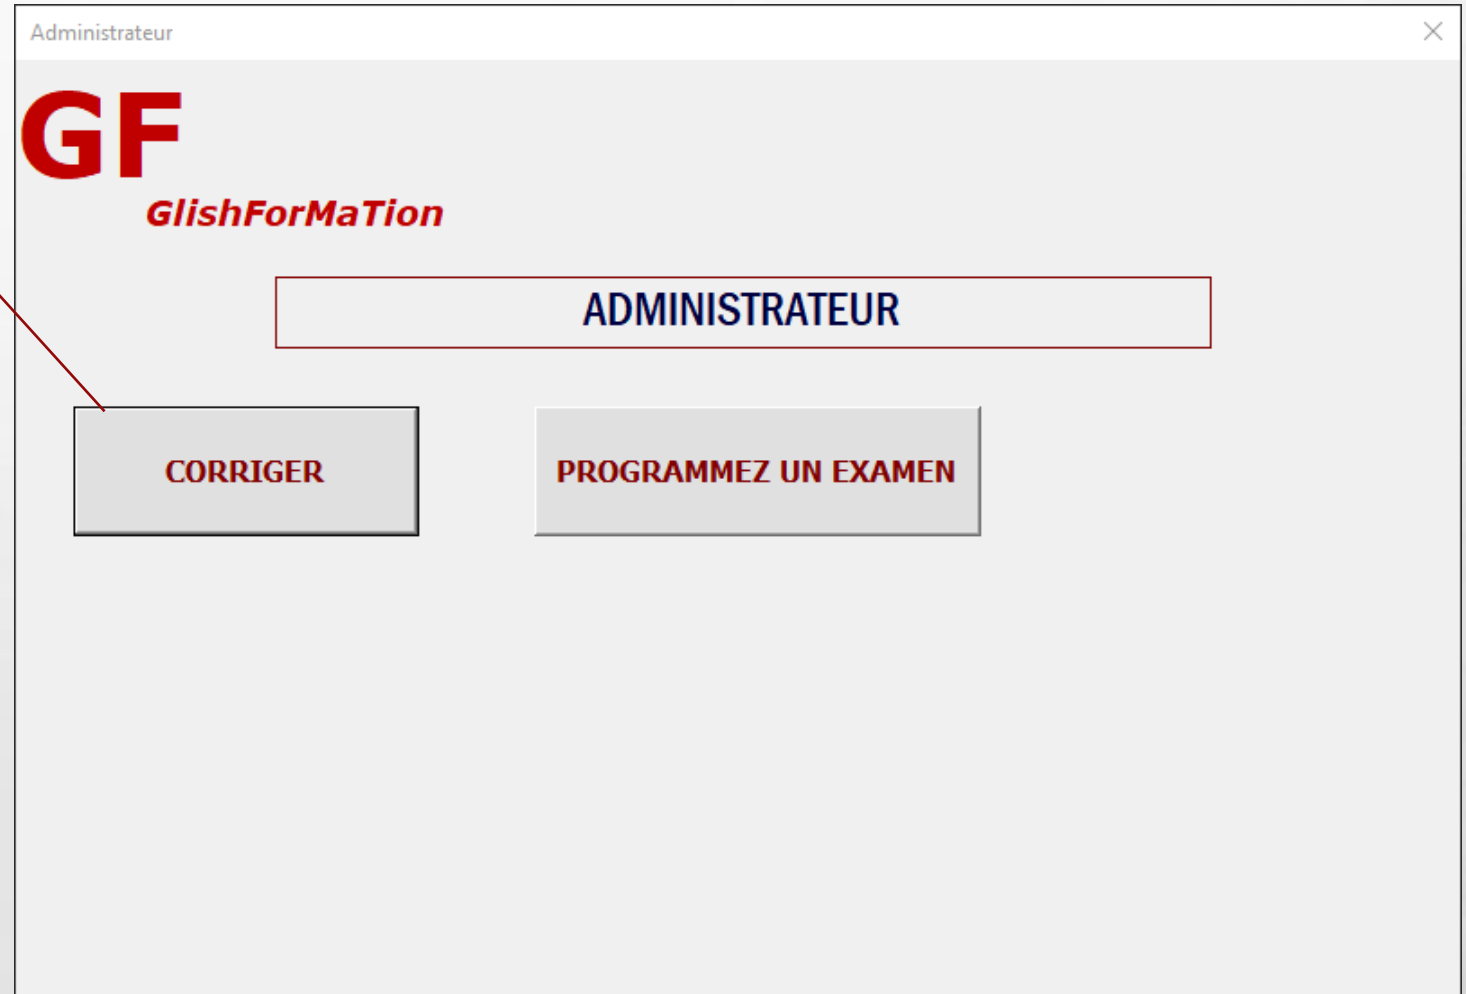 Administrateur
GF
GlishForMaTion
ADMINISTRATEUR
CORRIGER
PROGRAMMEZ UN EXAMEN